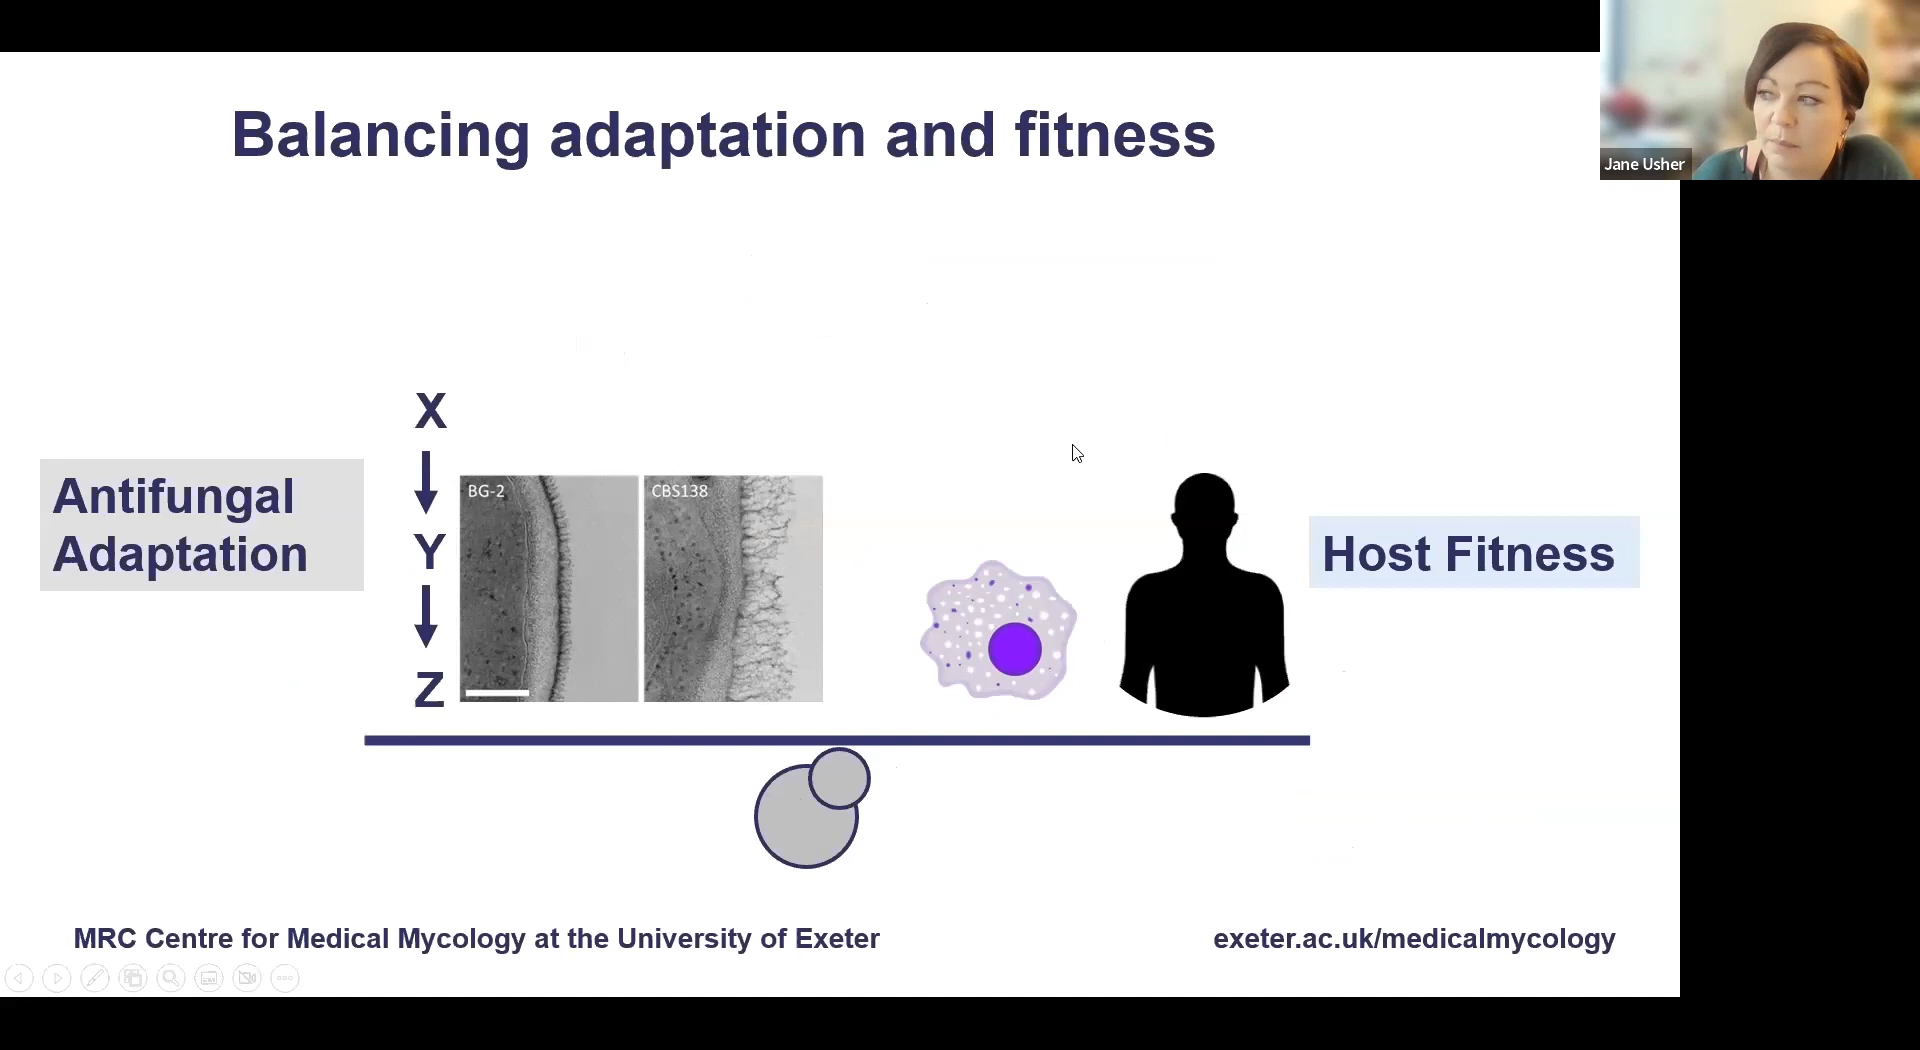 Balancing adaptation and fitness
Jane Usher
X
Antifungal
Adaptation
BG-2
CBS138
Y
Host Fitness
Z
MRC Centre for Medical Mycology at the University of Exeter
exeter.ac.uk/medicalmycology